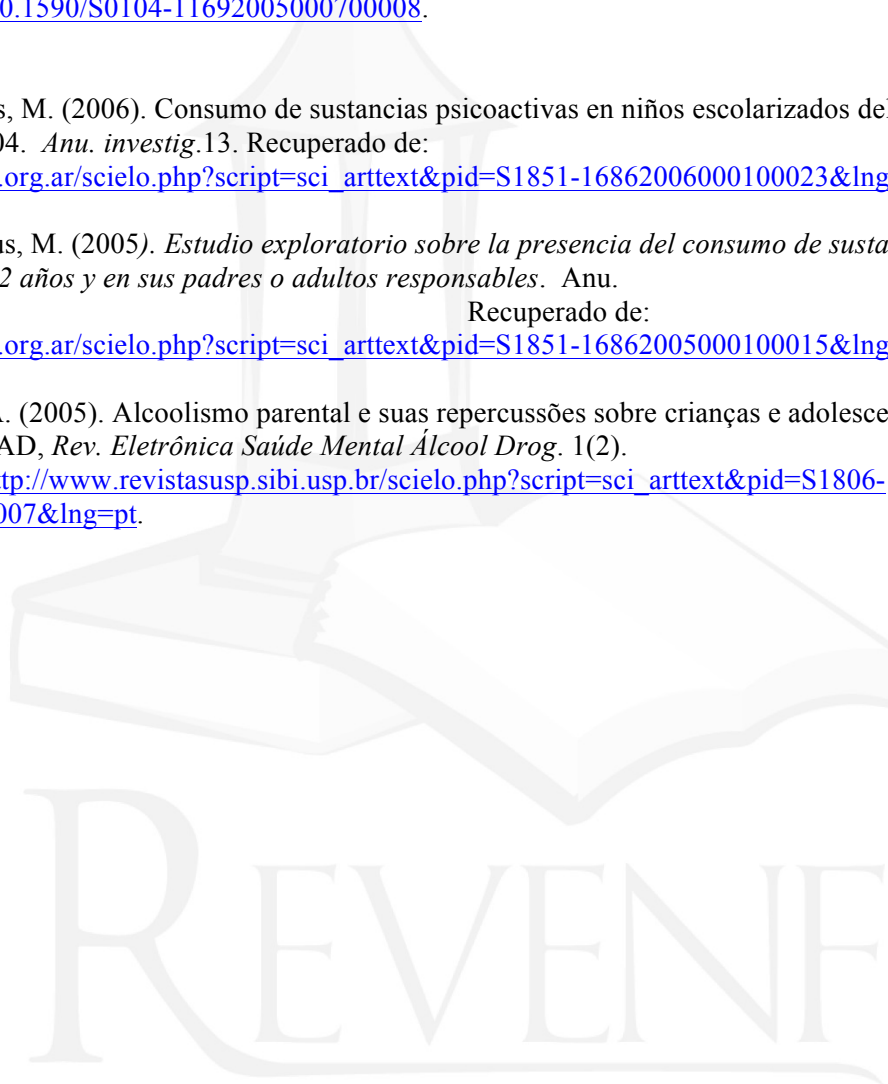 0.1590/S0104-11692005000700008.
s, M. (2006). Consumo de sustancias psicoactivas en niños escolarizados del
04. Anu. investig.13. Recuperado de:
.org.ar/scielo.php?script=sci_arttext&pid=S1851-16862006000100023&lng
us, M. (2005). Estudio exploratorio sobre la presencia del consumo de susta
2 años y en sus padres o adultos responsables. Anu.
Recuperado de:
.org.ar/scielo.php?script=sci_arttext&pid=S1851-16862005000100015&lng
A. (2005). Alcoolismo parental e suas repercussões sobre crianças e adolesce
AD, Rev. Eletrônica Saúde Mental Álcool Drog. 1(2).
ttp://www.revistasusp.sibi.usp.br/scielo.php?script=sci_arttext&pid=S1806-
007&lng=pt.
REVENF